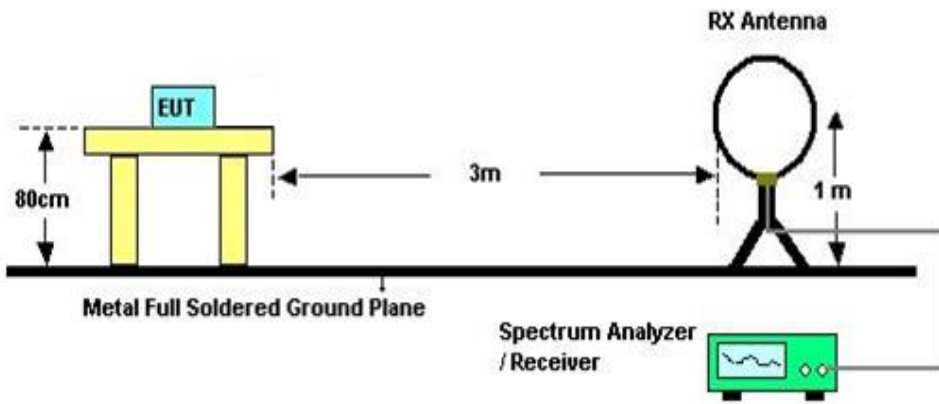 RX Antenna
EUT
3m
80cm
1 m
Metal Full Soldered Ground Plane
Spectrum Analyzer
/ Receiver